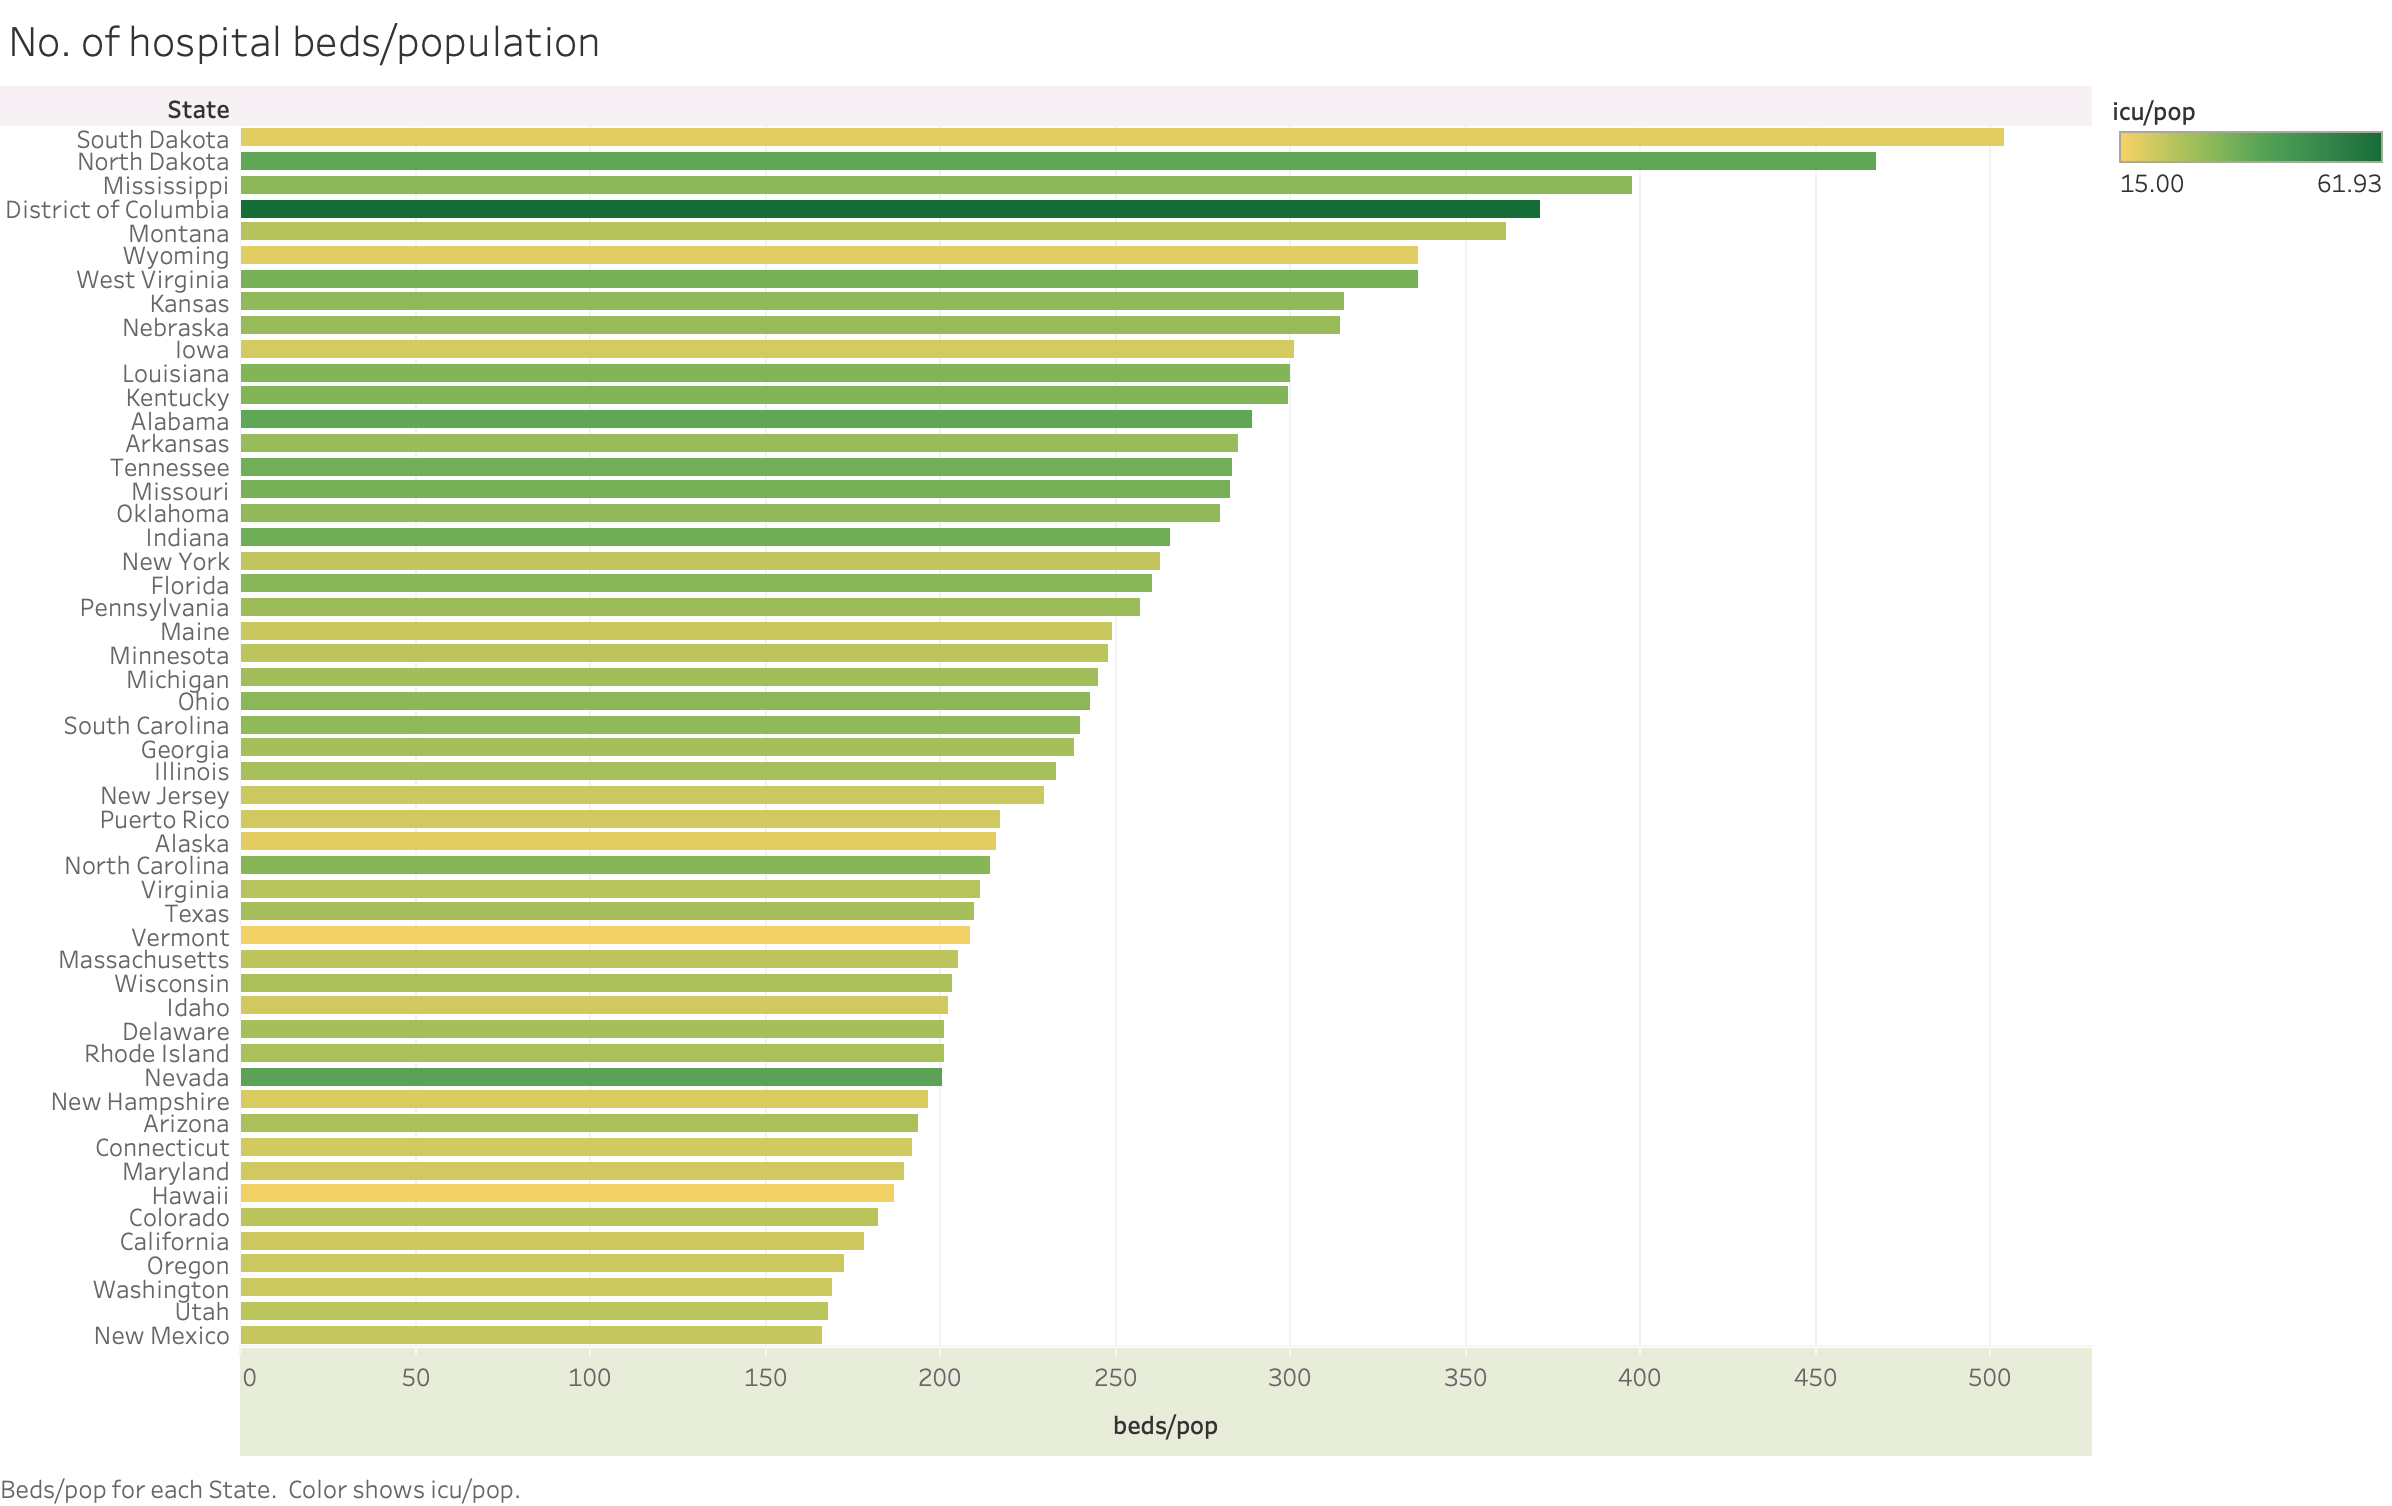 No. of hospital beds/population
State
icu/pop
15.00 61.93
South Dakota
North Dakota
Mississippi
District of Columbia
Montana
Wyoming
West Virginia
Kansas
Nebraska
Iowa
Louisiana
Kentucky
Alabama
Arkansas
Tennessee
Missouri
Oklahoma
Indiana
New York
Florida
Pennsylvania
Maine
Minnesota
Michigan
Ohio
South Carolina
Georgia
Illinois
New Jersey
Puerto Rico
Alaska
North Carolina
Virginia
Texas
Vermont
Massachusetts
Wisconsin
Idaho
Delaware
Rhode Island
Nevada
New Hampshire
Arizona
Connecticut
Maryland
Hawaii
Colorado
California
Oregon
Washington
Utah
New Mexico
0 50 100 150 200 250 300 350 400 450 500
beds/pop
Beds/pop for each State.  Color shows icu/pop.